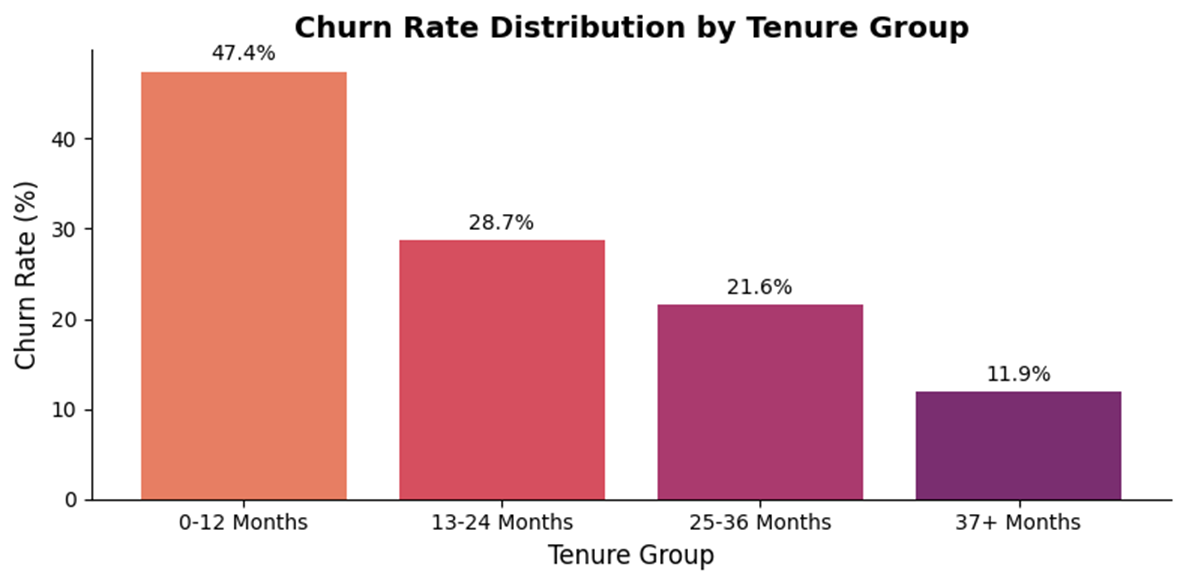 Churn Rate Distribution by Tenure Group
47.4%
28.7%
21.6%
11.9%
Churn Rate (%)
40
30
20
10
0
0-12 Months
13-24 Months
25-36 Months
37+ Months
Tenure Group